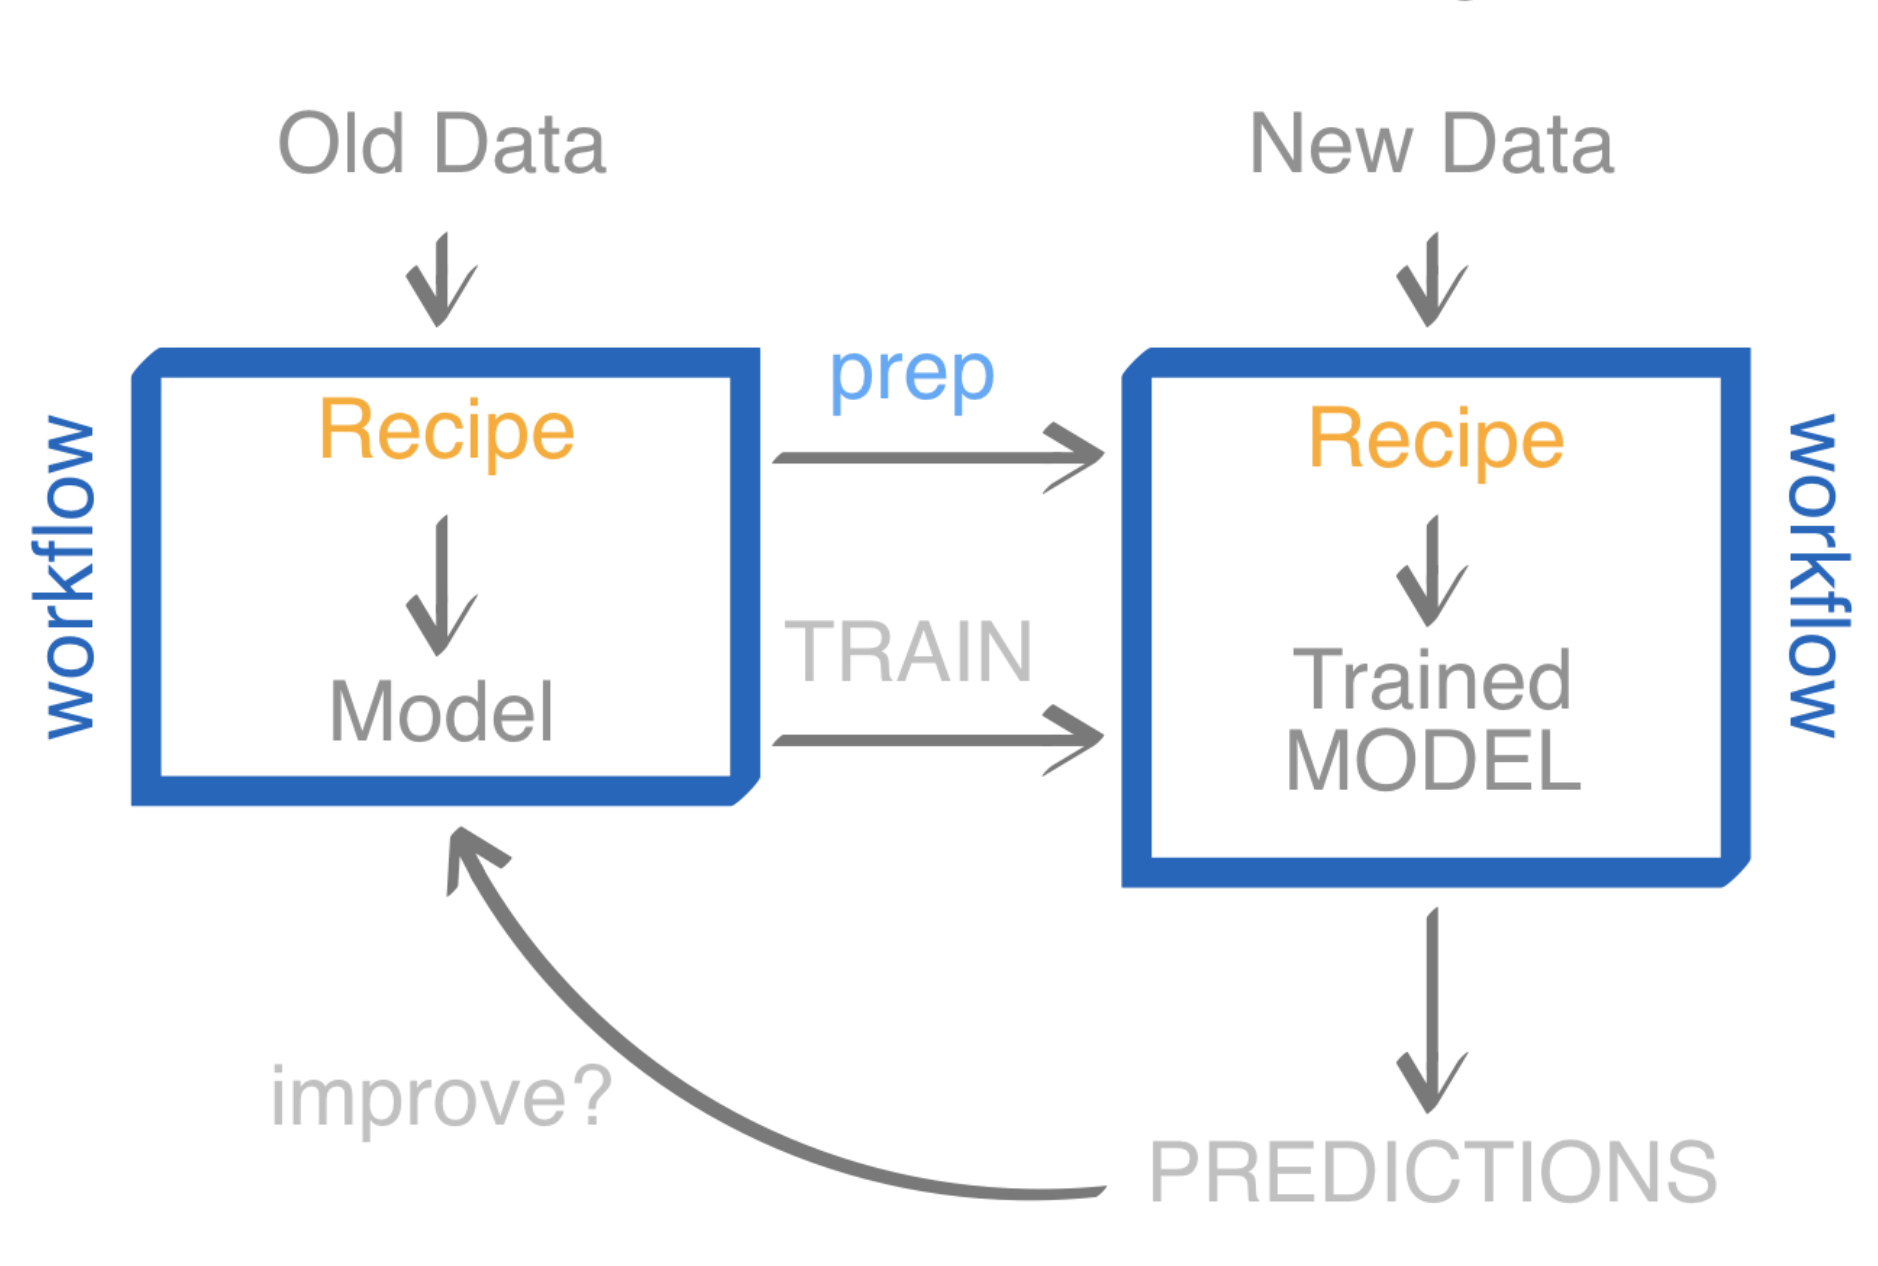 Old Data
New Data
workflow
Recipe
Model
prep
TRAIN
Recipe
Trained
MODEL
workflow
improve?
PREDICTIONS